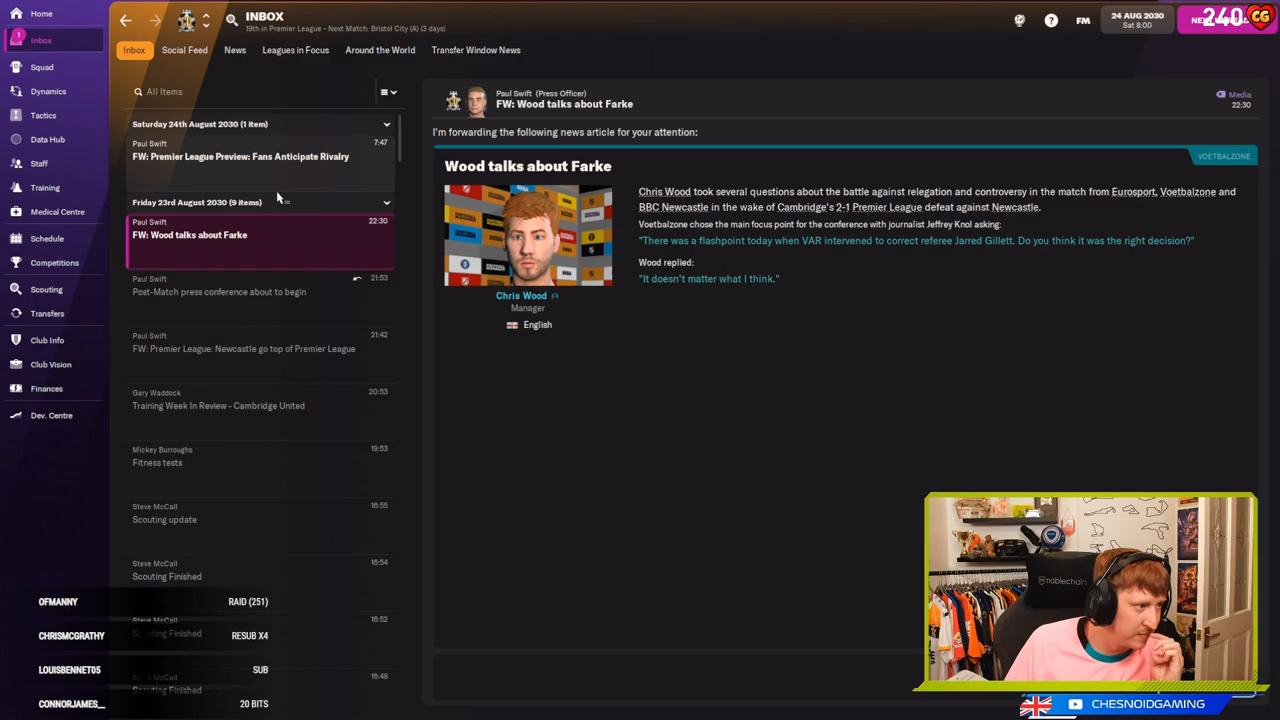 Home
Inbox
1
Squad
Dynamics
Tactics
Data Hub
Staff
Training
Medical Centre
Schedule
Competitions
Scouting
Transfers
Club Info
Club Vision
Finances
Dev. Centre
INBOX
19th in Premier League - Next Match: Bristol City (A) (3 days)
FM
24 AUG 2030
Sat 8:00
240
CG
Inbox
Social Feed
News
Leagues in Focus
Around the World
Transfer Window News
All Items
Saturday 24th August 2030 (1 item)
Paul Swift
7:47
FW: Premier League Preview: Fans Anticipate Rivalry
Friday 23rd August 2030 (9 items)
Paul Swift
22:30
FW: Wood talks about Farke
Paul Swift
21:53
Post-Match press conference about to begin
Paul Swift
21:42
FW: Premier League: Newcastle go top of Premier League
Gary Waddock
20:53
Training Week In Review - Cambridge United
Mickey Burroughs
19:53
Fitness tests
Steve McCall
16:55
Scouting update
Steve McCall
16:54
Scouting Finished
Steve McCall
16:52
Scouting Finished
Steve McCall
16:48
Scouting Finished
Paul Swift (Press Officer)
FW: Wood talks about Farke
Media
22:30
I'm forwarding the following news article for your attention:
VOETBALZONE
Wood talks about Farke
Chris Wood
Manager
English
Chris Wood took several questions about the battle against relegation and controversy in the match from Eurosport, Voetbalzone and
BBC Newcastle in the wake of Cambridge's 2-1 Premier League defeat against Newcastle.
Voetbalzone chose the main focus point for the conference with journalist Jeffrey Knol asking:
"There was a flashpoint today when VAR intervened to correct referee Jarred Gillett. Do you think it was the right decision?"
Wood replied:
"It doesn't matter what I think."
OFMANNY
RAID (251)
CHRISMCGRATHY
RESUB X4
LOUISBENNET05
SUB
CONNORJAMES__
20 BITS
noblechairs
CHESNOIDGAMING